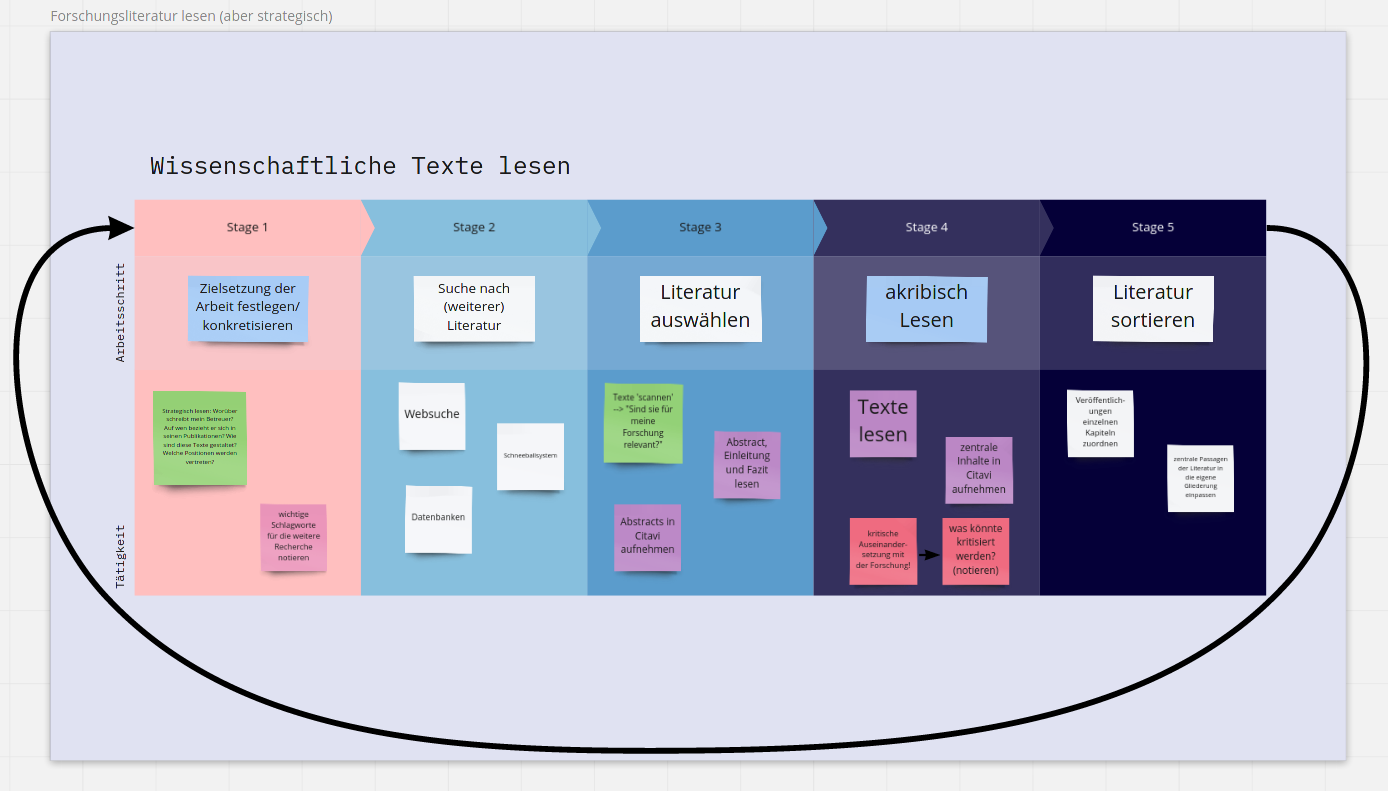 Forschungsliteratur lesen (aber strategisch)
Wissenschaftliche Texte lesen
Stage 1
Stage 2
Stage 3
Stage 4
Stage 5
Arbeitsschritt
Zielsetzung der
Arbeit festlegen/
konkretisieren
Suche nach
(weiterer)
Literatur
Literatur
auswählen
akribisch
Lesen
Literatur
sortieren
Tätigkeit
Strategisch lesen: Worüber
schreibt mein Betreuer?
Auf wen bezieht er sich in
seinen Publikationen? Wie
sind diese Texte gestaltet?
Welche Positionen werden
vertreten?
wichtige
Schlagworte
für die weitere
Recherche
notieren
Websuche
Schneeballsystem
Datenbanken
Texte 'scannen'
--> "Sind sie für
meine
Forschung
relevant?"
Abstract,
Einleitung
und Fazit
lesen
Abstracts in
Citavi
aufnehmen
Texte
lesen
zentrale
Inhalte in
Citavi
aufnehmen
kritische
Auseinander-
setzung mit
der Forschung!
was könnte
kritisiert
werden?
(notieren)
Veröffentlich-
ungen
einzelnen
Kapiteln
zuordnen
zentrale Passagen
der Literatur in
die eigene
Gliederung
einpassen